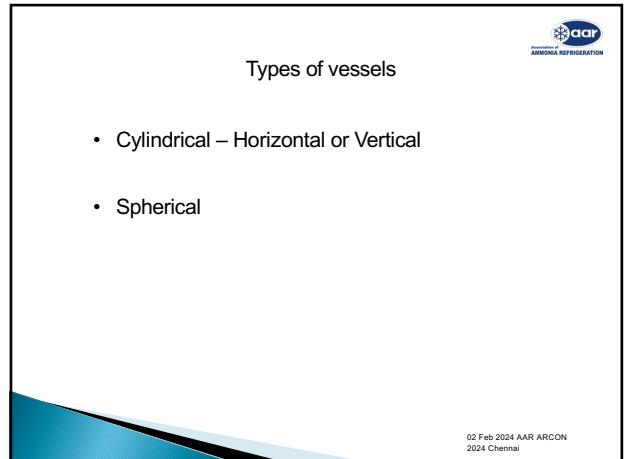 aar
Association of
AMMONIA REFRIGERATION
Types of vessels
• Cylindrical – Horizontal or Vertical
• Spherical
02 Feb 2024 AAR ARCON
2024 Chennai